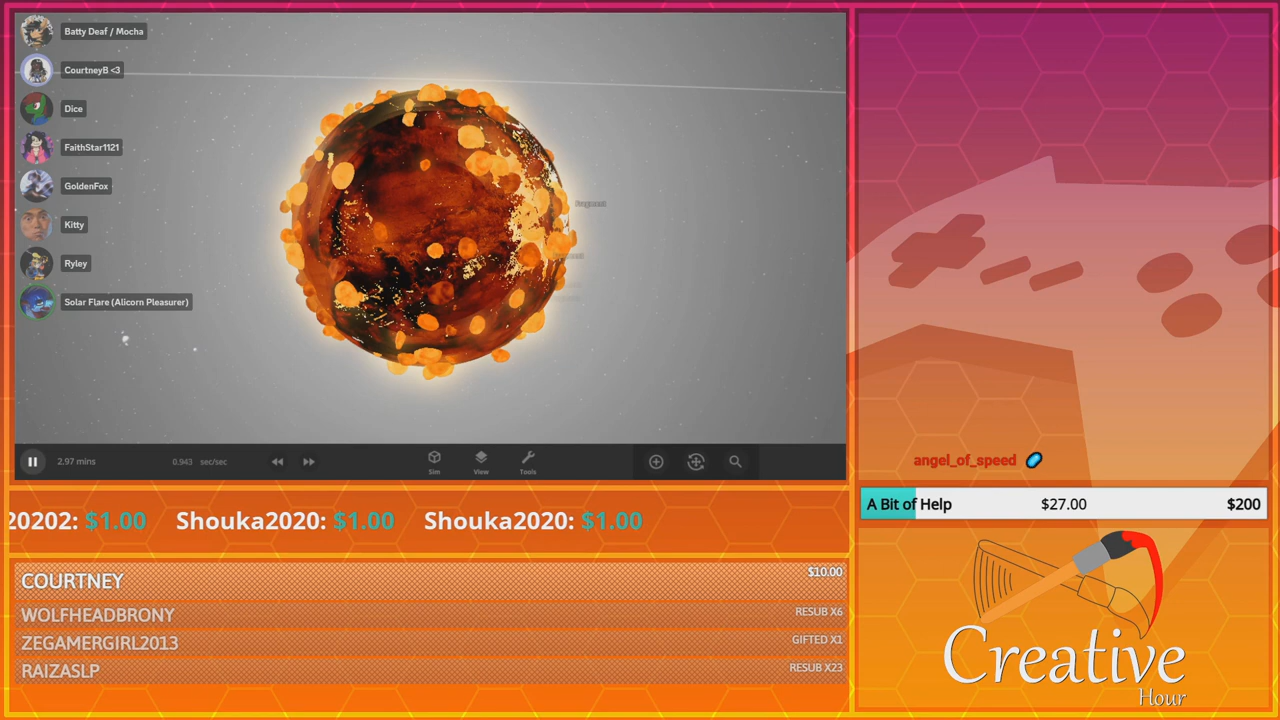 Batty Deaf / Mocha
CourtneyB <3
Dice
FaithStar1121
GoldenFox
Kitty
Ryley
Solar Flare (Alicorn Pleasurer)
Fragment
2.97 mins
0.943 sec/sec
Sim
View
Tools
20202: $1.00 Shouka2020: $1.00 Shouka2020: $1.00
COURTNEY $10.00
WOLFHEADBRONY RESUB X6
ZEGAMERGIRL2013 GIFTED X1
RAIZASLP RESUB X23
angel_of_speed
A Bit of Help $27.00 $200
Creative
Hour